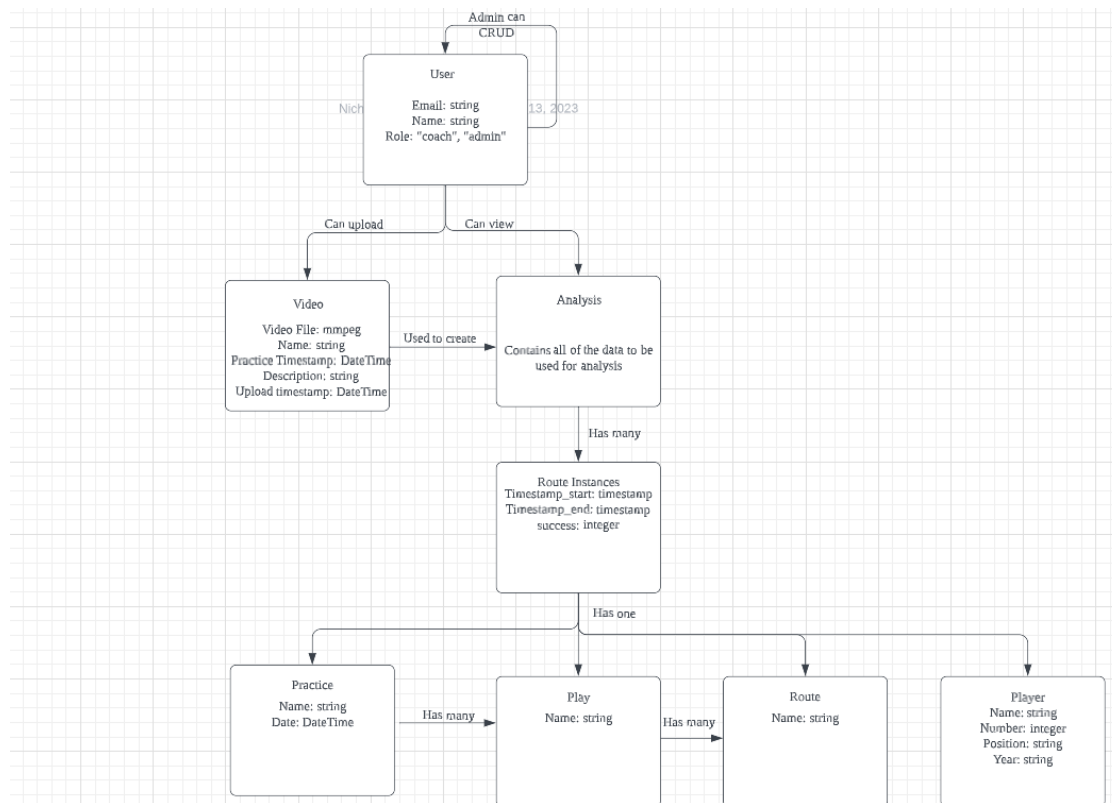 Admin can
CRUD
User
Nich
13, 2023
Email: string
Name: string
Role: "coach", "admin"
Can upload
Can view
Video
Video File: mmpeg
Name: string
Practice Timestamp: DateTime
Description: string
Upload timestamp: DateTime
Used to create
Analysis
Contains all of the data to be
used for analysis
Has many
Route Instances
Timestamp_start: timestamp
Timestamp_end: timestamp
success: integer
Has one
Practice
Name: string
Date: DateTime
Has many
Play
Name: string
Has many
Route
Name: string
Player
Name: string
Number: integer
Position: string
Year: string